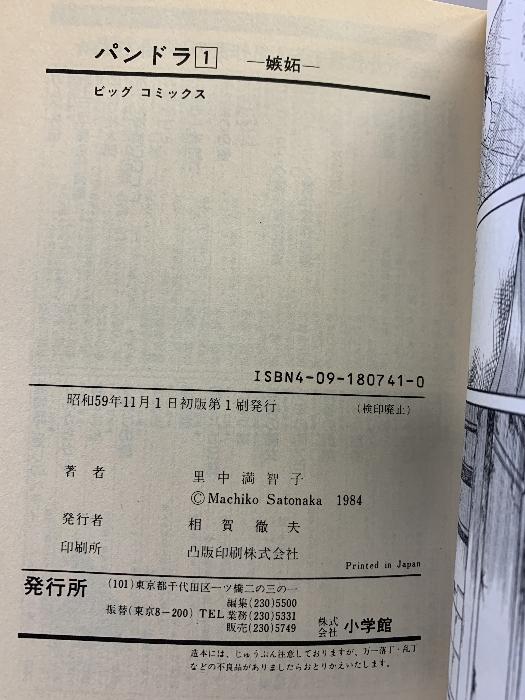 パンドラ1 ―嫉妬―
ビッグ コミックス
ISBN4-09-180741-0
昭和59年11月1日初版第1刷発行 (検印廃止)
著者 里中満智子
©Machiko Satonaka 1984
発行者 相賀徹夫
印刷所 凸版印刷株式会社
Printed in Japan
発行所 (101)東京都千代田区一ツ橋二の三の一
編集(230)5500
振替(東京8-200) TEL業務(230)5331
販売(230)5749 株式会社 小学館
造本には、じゅうぶん注意しておりますが、万一落丁・乱丁
などの不良品がありましたらおとりかえいたします。